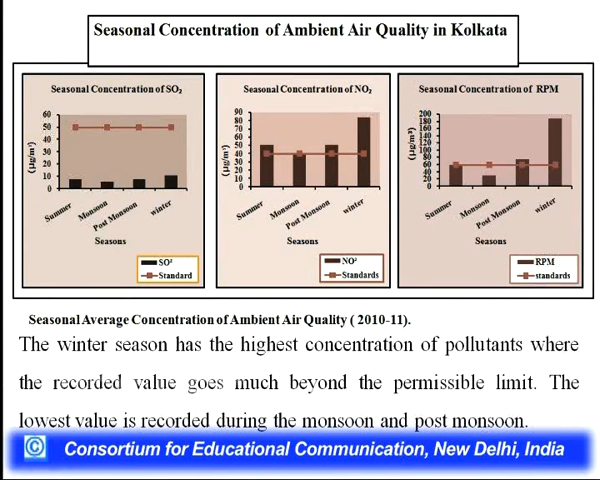 Seasonal Concentration of Ambient Air Quality in Kolkata
Seasonal Concentration of SO₂
60
50
40
30
20
10
0
(µg/m³)
Summer
Monsoon
Post Monsoon
winter
Seasons
SO²
Standard
Seasonal Concentration of NO₂
90
80
70
60
50
40
30
20
10
0
(µg/m³)
Summer
Monsoon
Post Monsoon
winter
Seasons
NO²
Standards
Seasonal Concentration of RPM
200
180
160
140
120
100
80
60
40
20
0
(µg/m³)
Summer
Monsoon
Post Monsoon
winter
Seasons
RPM
standards
Seasonal Average Concentration of Ambient Air Quality ( 2010-11).
The winter season has the highest concentration of pollutants where
the recorded value goes much beyond the permissible limit. The
lowest value is recorded during the monsoon and post monsoon.
© Consortium for Educational Communication, New Delhi, India